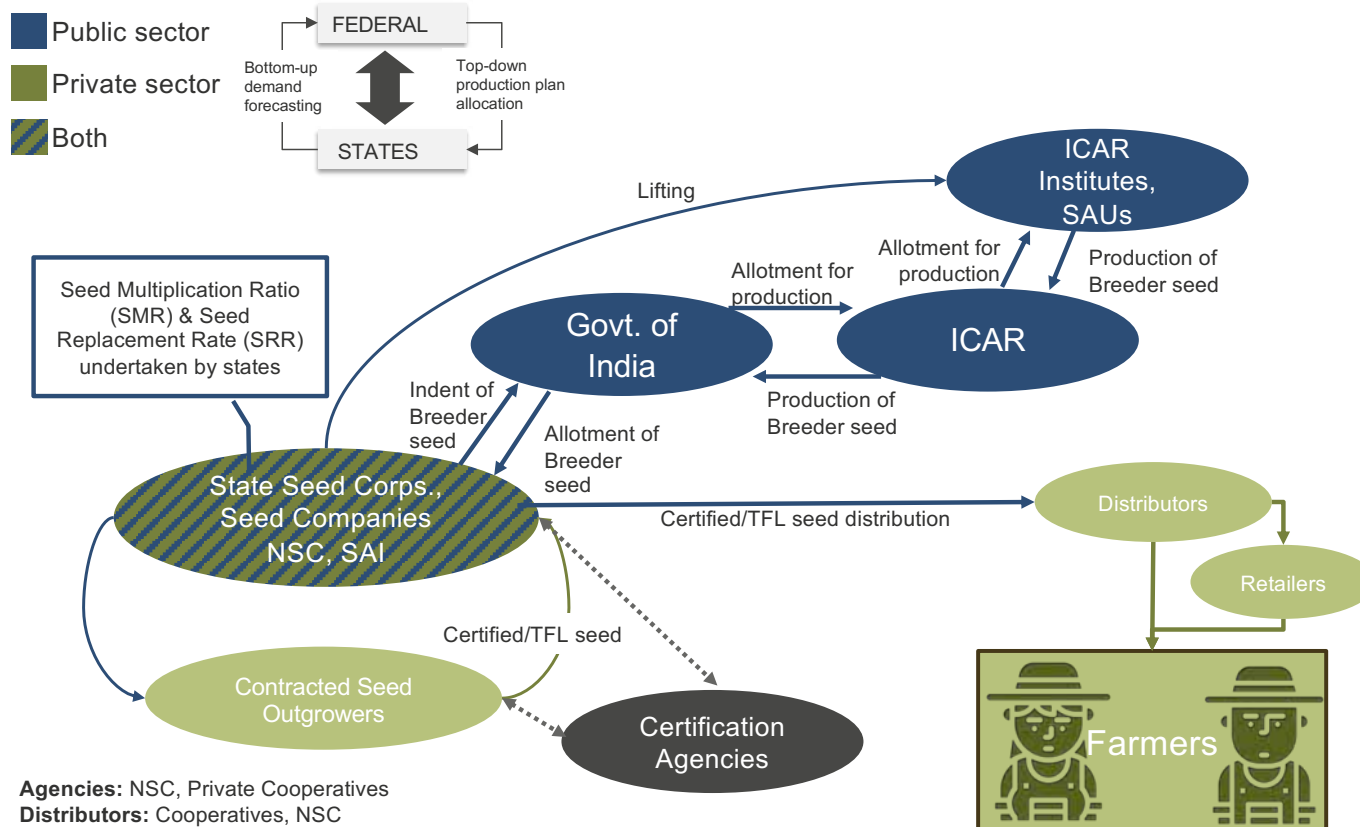 Public sector
Private sector
Both
FEDERAL
Bottom-up
demand
forecasting
Top-down
production plan
allocation
STATES
ICAR
Institutes,
SAUs
Lifting
Allotment for
production
Production of
Breeder seed
Allotment for
production
Seed Multiplication Ratio
(SMR) & Seed
Replacement Rate (SRR)
undertaken by states
Govt. of
India
ICAR
Indent of
Breeder
seed
Production of
Breeder seed
Allotment of
Breeder
seed
State Seed Corps.,
Seed Companies
NSC, SAI
Certified/TFL seed distribution
Distributors
Retailers
Certified/TFL seed
Contracted Seed
Outgrowers
Certification
Agencies
Farmers
Agencies: NSC, Private Cooperatives
Distributors: Cooperatives, NSC